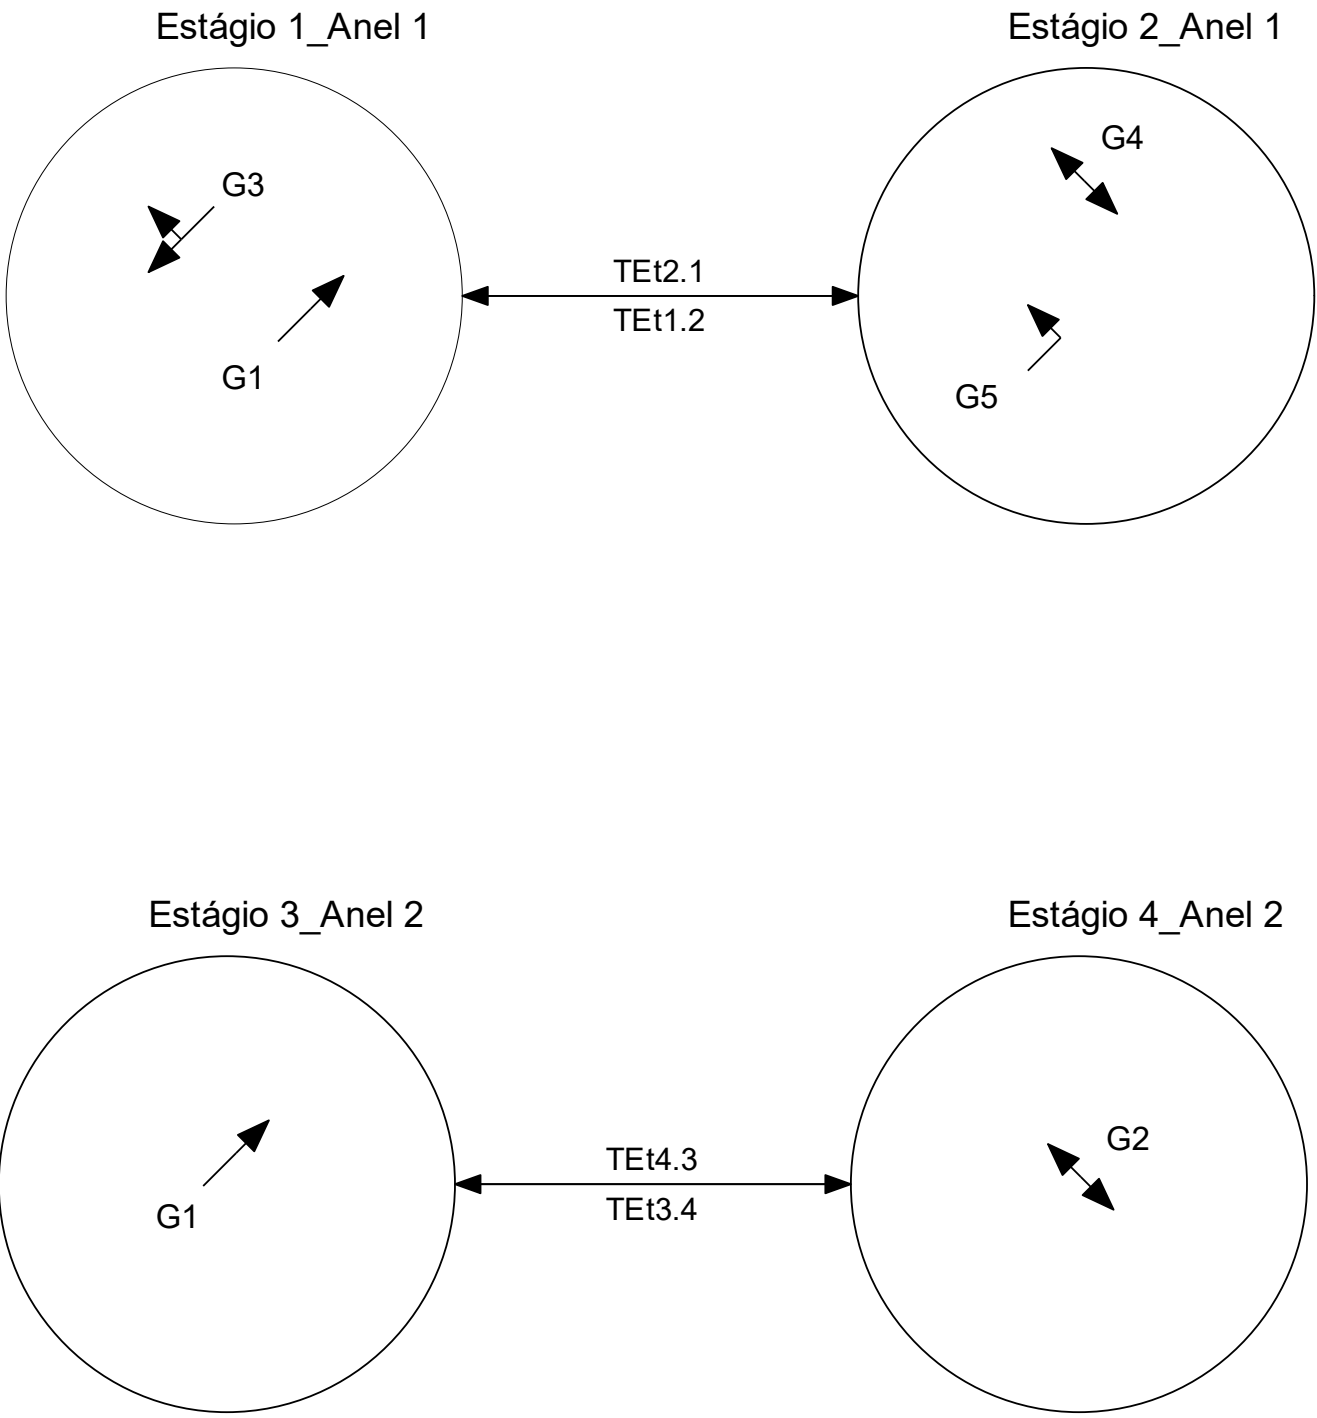 Estágio 1_Anel 1
Estágio 2_Anel 1
G4
G3
TEt2.1
TEt1.2
G1
G5
Estágio 3_Anel 2
Estágio 4_Anel 2
G2
TEt4.3
TEt3.4
G1